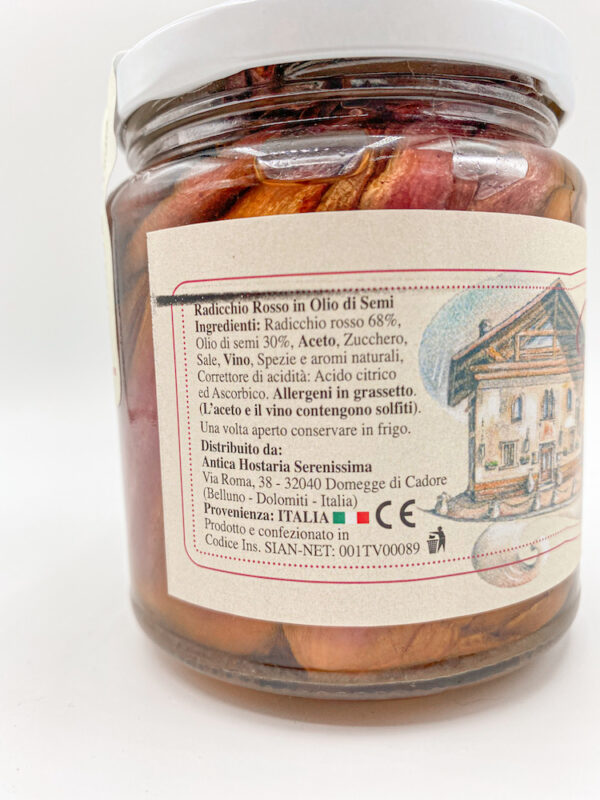 Radicchio Rosso in Olio di Semi
Ingredienti: Radicchio rosso 68%,
Olio di semi 30%, Aceto, Zucchero,
Sale, Vino, Spezie e aromi naturali,
Correttore di acidità: Acido citrico
ed Ascorbico. Allergeni in grassetto.
(L'aceto e il vino contengono solfiti).
Una volta aperto conservare in frigo.
Distribuito da:
Antica Hostaria Serenissima
Via Roma, 38 - 32040 Domegge di Cadore
(Belluno - Dolomiti - Italia)
Provenienza: ITALIA CE
Prodotto e confezionato in
Codice Ins. SIAN-NET: 001TV00089